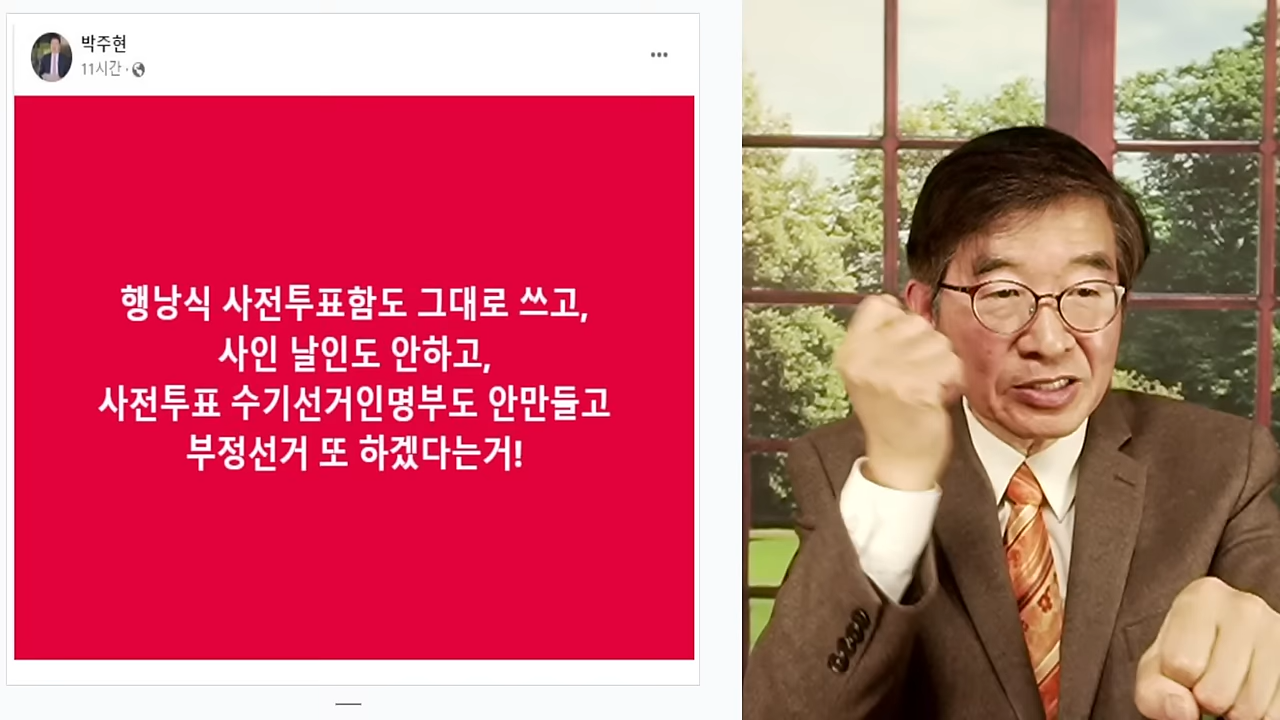 박주현
11시간 ·
행낭식 사전투표함도 그대로 쓰고,
사인 날인도 안하고,
사전투표 수기선거인명부도 안만들고
부정선거 또 하겠다는거!